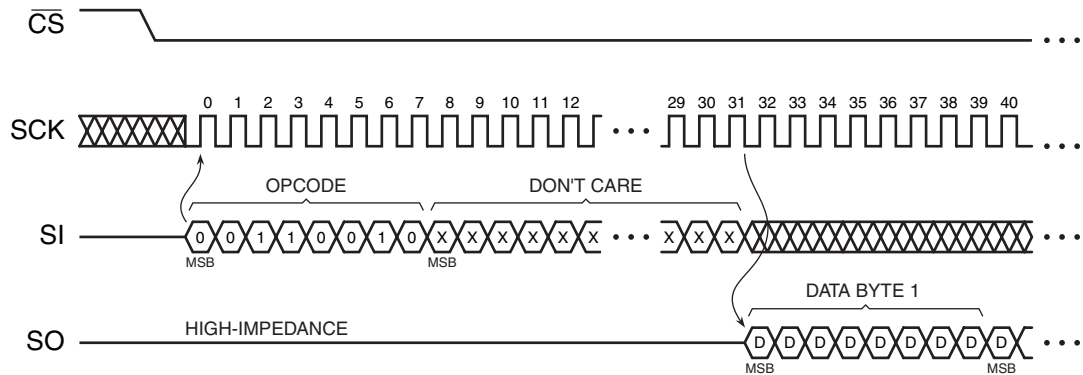 CS
0 1 2 3 4 5 6 7 8 9 10 11 12 29 30 31 32 33 34 35 36 37 38 39 40
SCK
OPCODE DON'T CARE
SI 0 0 1 1 0 0 1 0 X X X X X X X X X
MSB MSB
DATA BYTE 1
HIGH-IMPEDANCE
SO D D D D D D D D D
MSB MSB